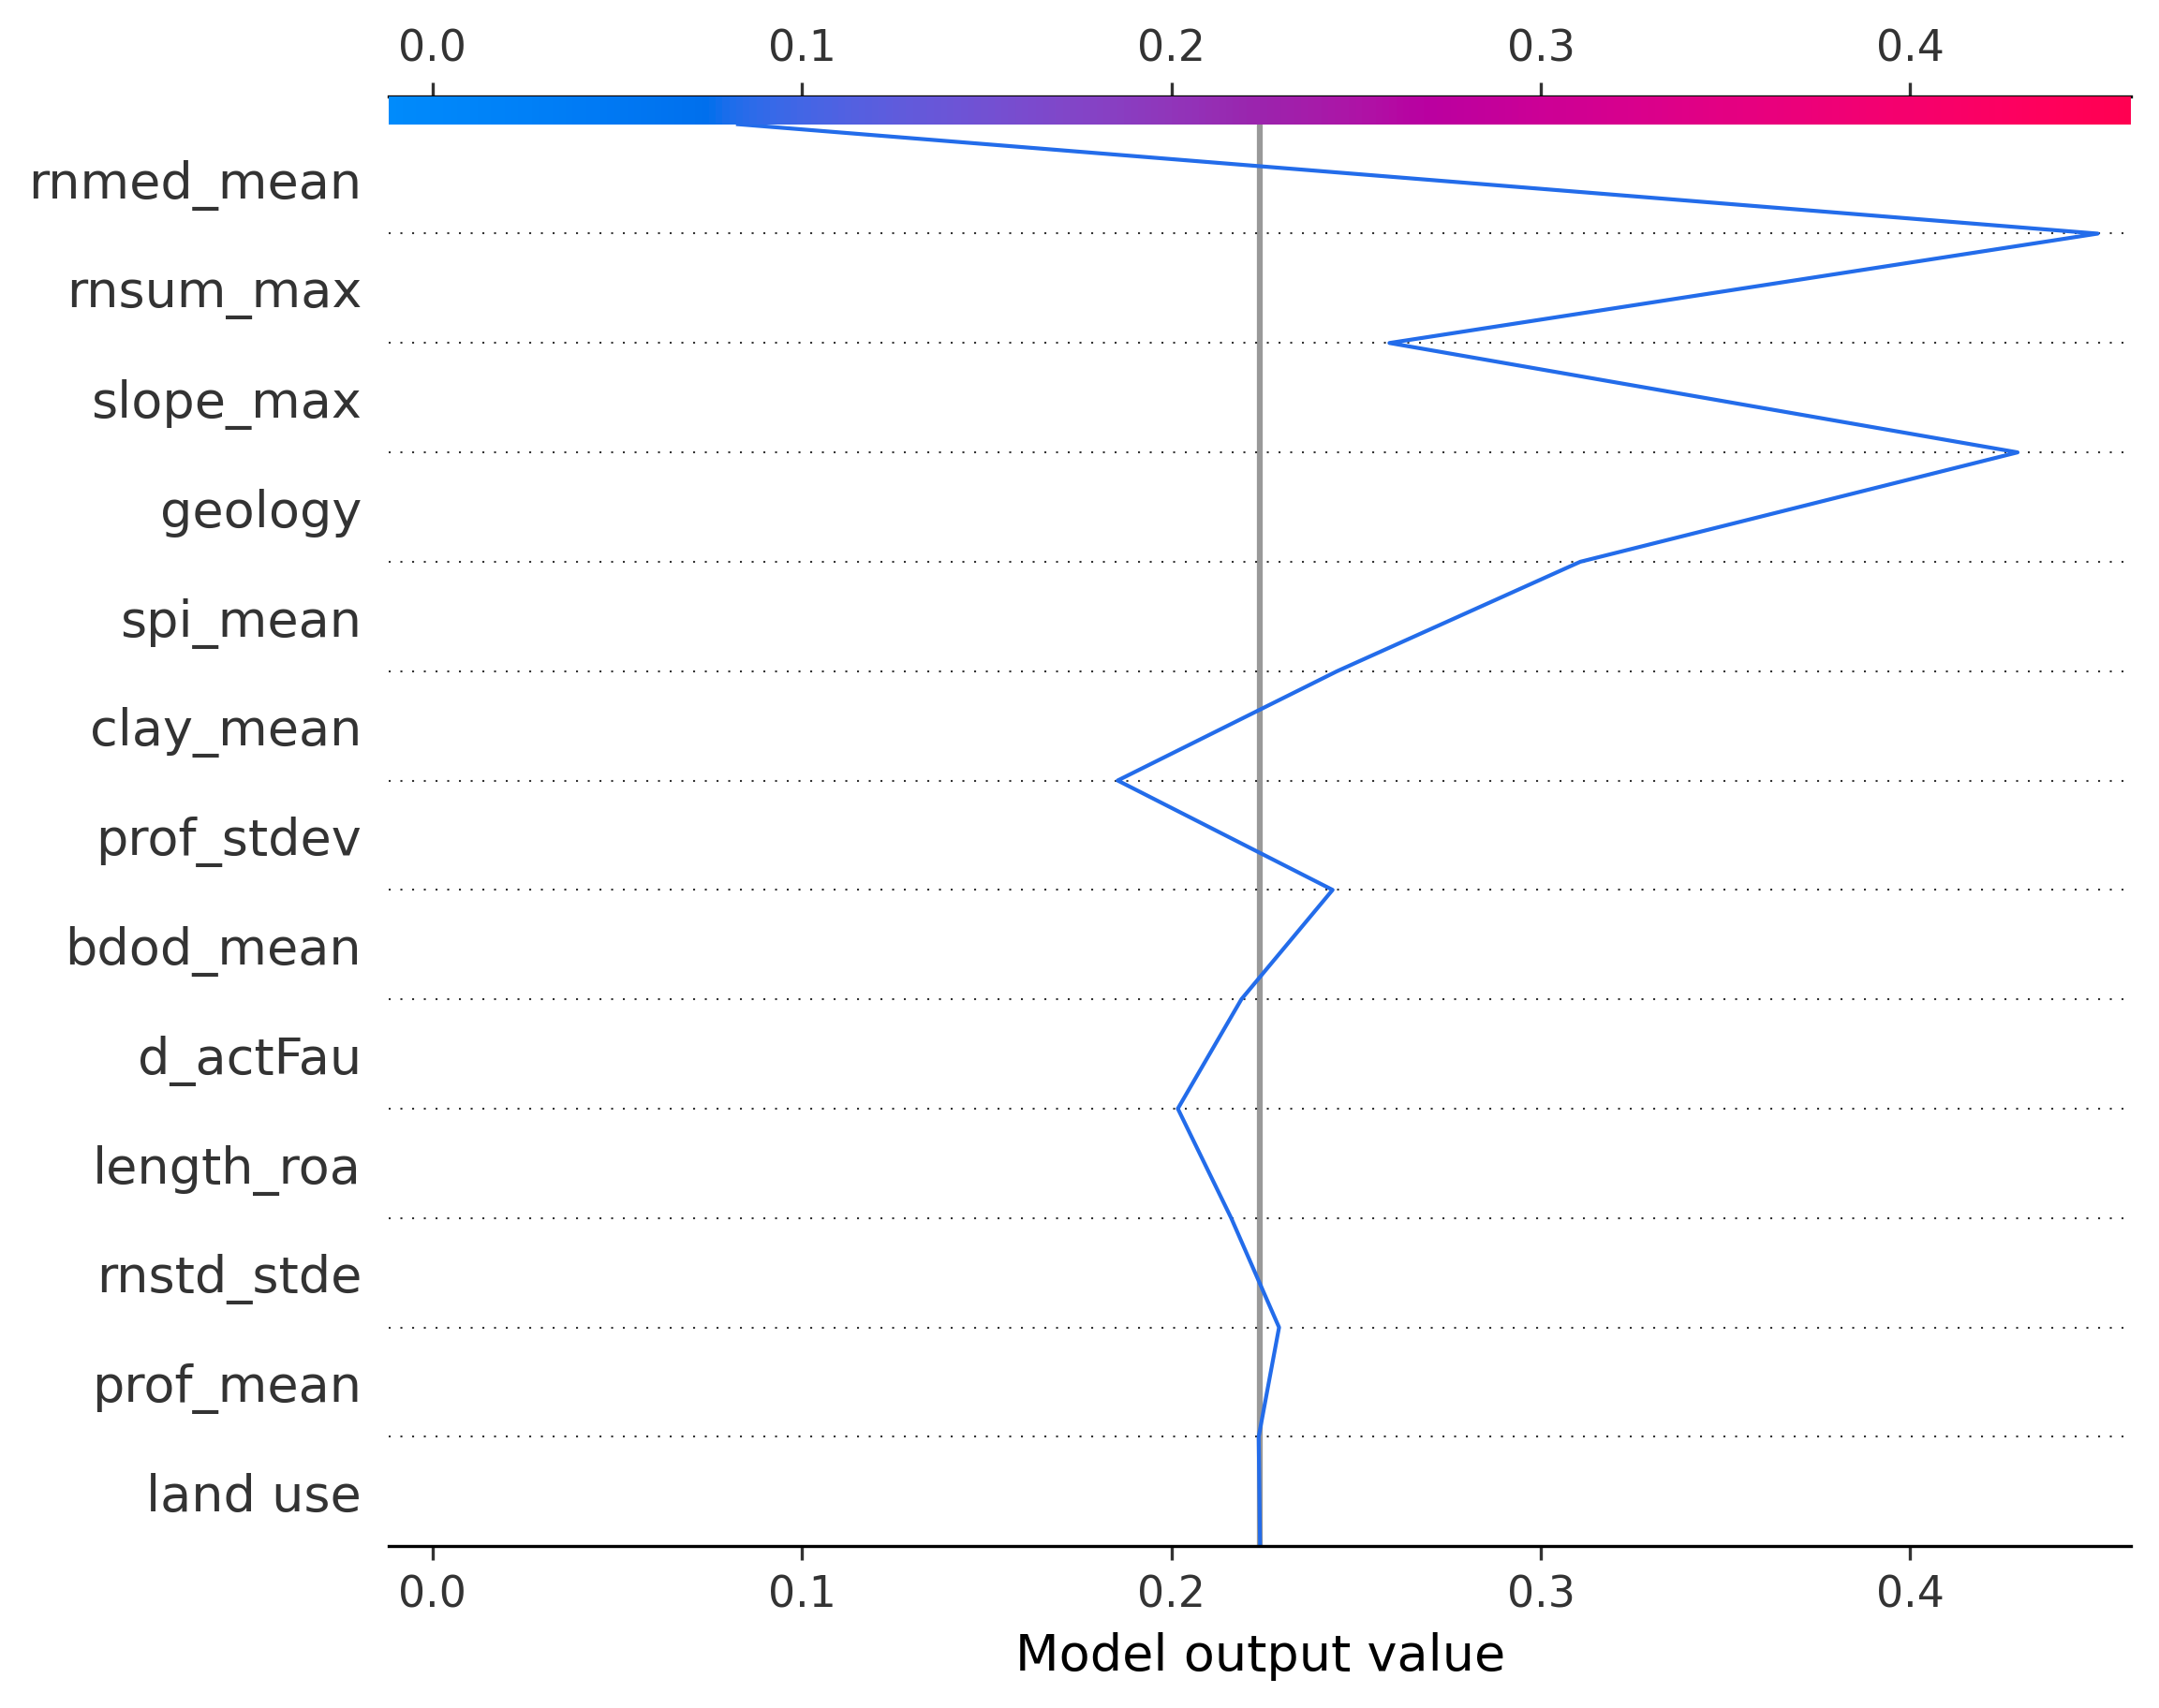 0.0 0.1 0.2 0.3 0.4
rnmed_mean
rnsum_max
slope_max
geology
spi_mean
clay_mean
prof_stdev
bdod_mean
d_actFau
length_roa
rnstd_stde
prof_mean
land use
0.0 0.1 0.2 0.3 0.4
Model output value